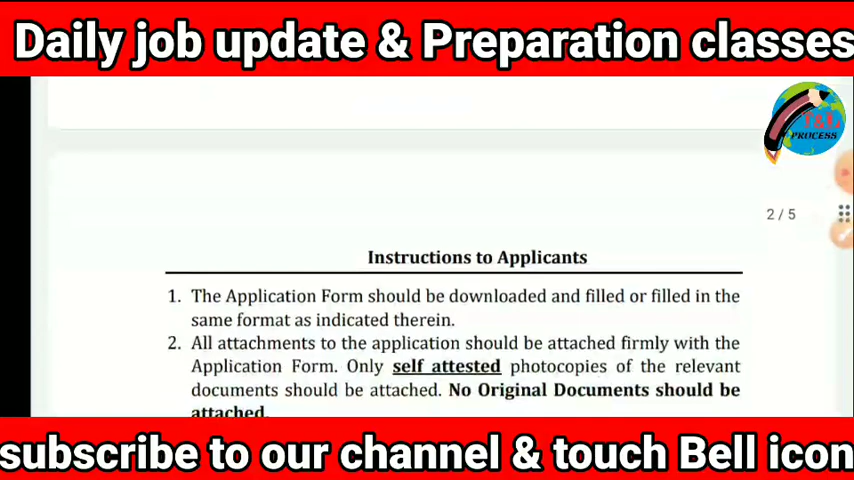 Daily job update & Preparation classes
T&L
PROCESS
2 / 5
Instructions to Applicants
1. The Application Form should be downloaded and filled or filled in the
same format as indicated therein.
2. All attachments to the application should be attached firmly with the
Application Form. Only self attested photocopies of the relevant
documents should be attached. No Original Documents should be
attached.
subscribe to our channel & touch Bell icon